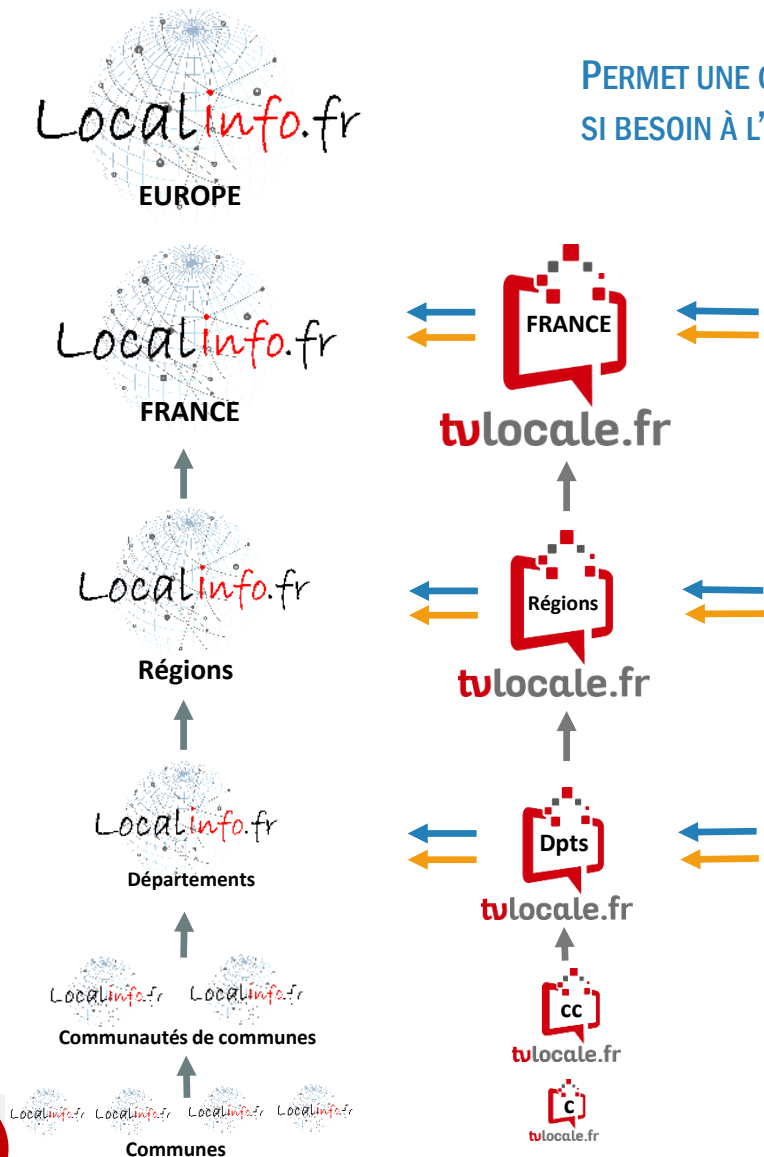 PERMET UNE
SI BESOIN À L'
Localinfo.fr
EUROPE
Localinfo.fr
FRANCE
FRANCE
tvlocale.fr
Localinfo.fr
Régions
Régions
tvlocale.fr
Localinfo.fr
Départements
Dpts
tvlocale.fr
Localinfo.fr Localinfo.fr
Communautés de communes
CC
tvlocale.fr
Localinfo.fr Localinfo.fr Localinfo.fr Localinfo.fr
Communes
C
tvlocale.fr